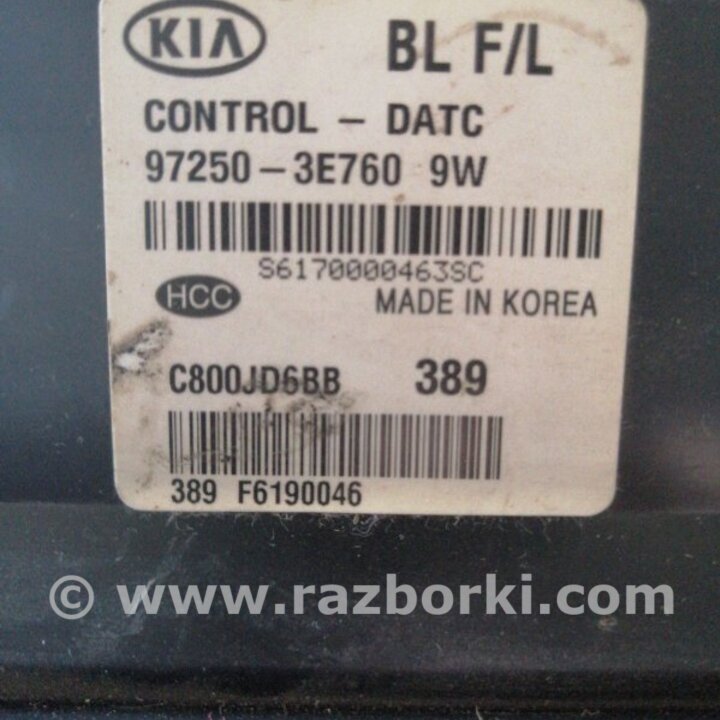 KIA BL F/L
CONTROL - DATC
97250-3E760 9W
S6170000463SC
HCC MADE IN KOREA
C800JD6BB 389
389 F6190046
© www.razborki.com